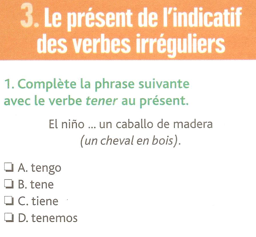 3. Le présent de l'indicatif
des verbes irréguliers
1. Complète la phrase suivante
avec le verbe tener au présent.
El niño ... un caballo de madera
(un cheval en bois).
❏ A. tengo
❏ B. tene
❏ C. tiene
❏ D. tenemos